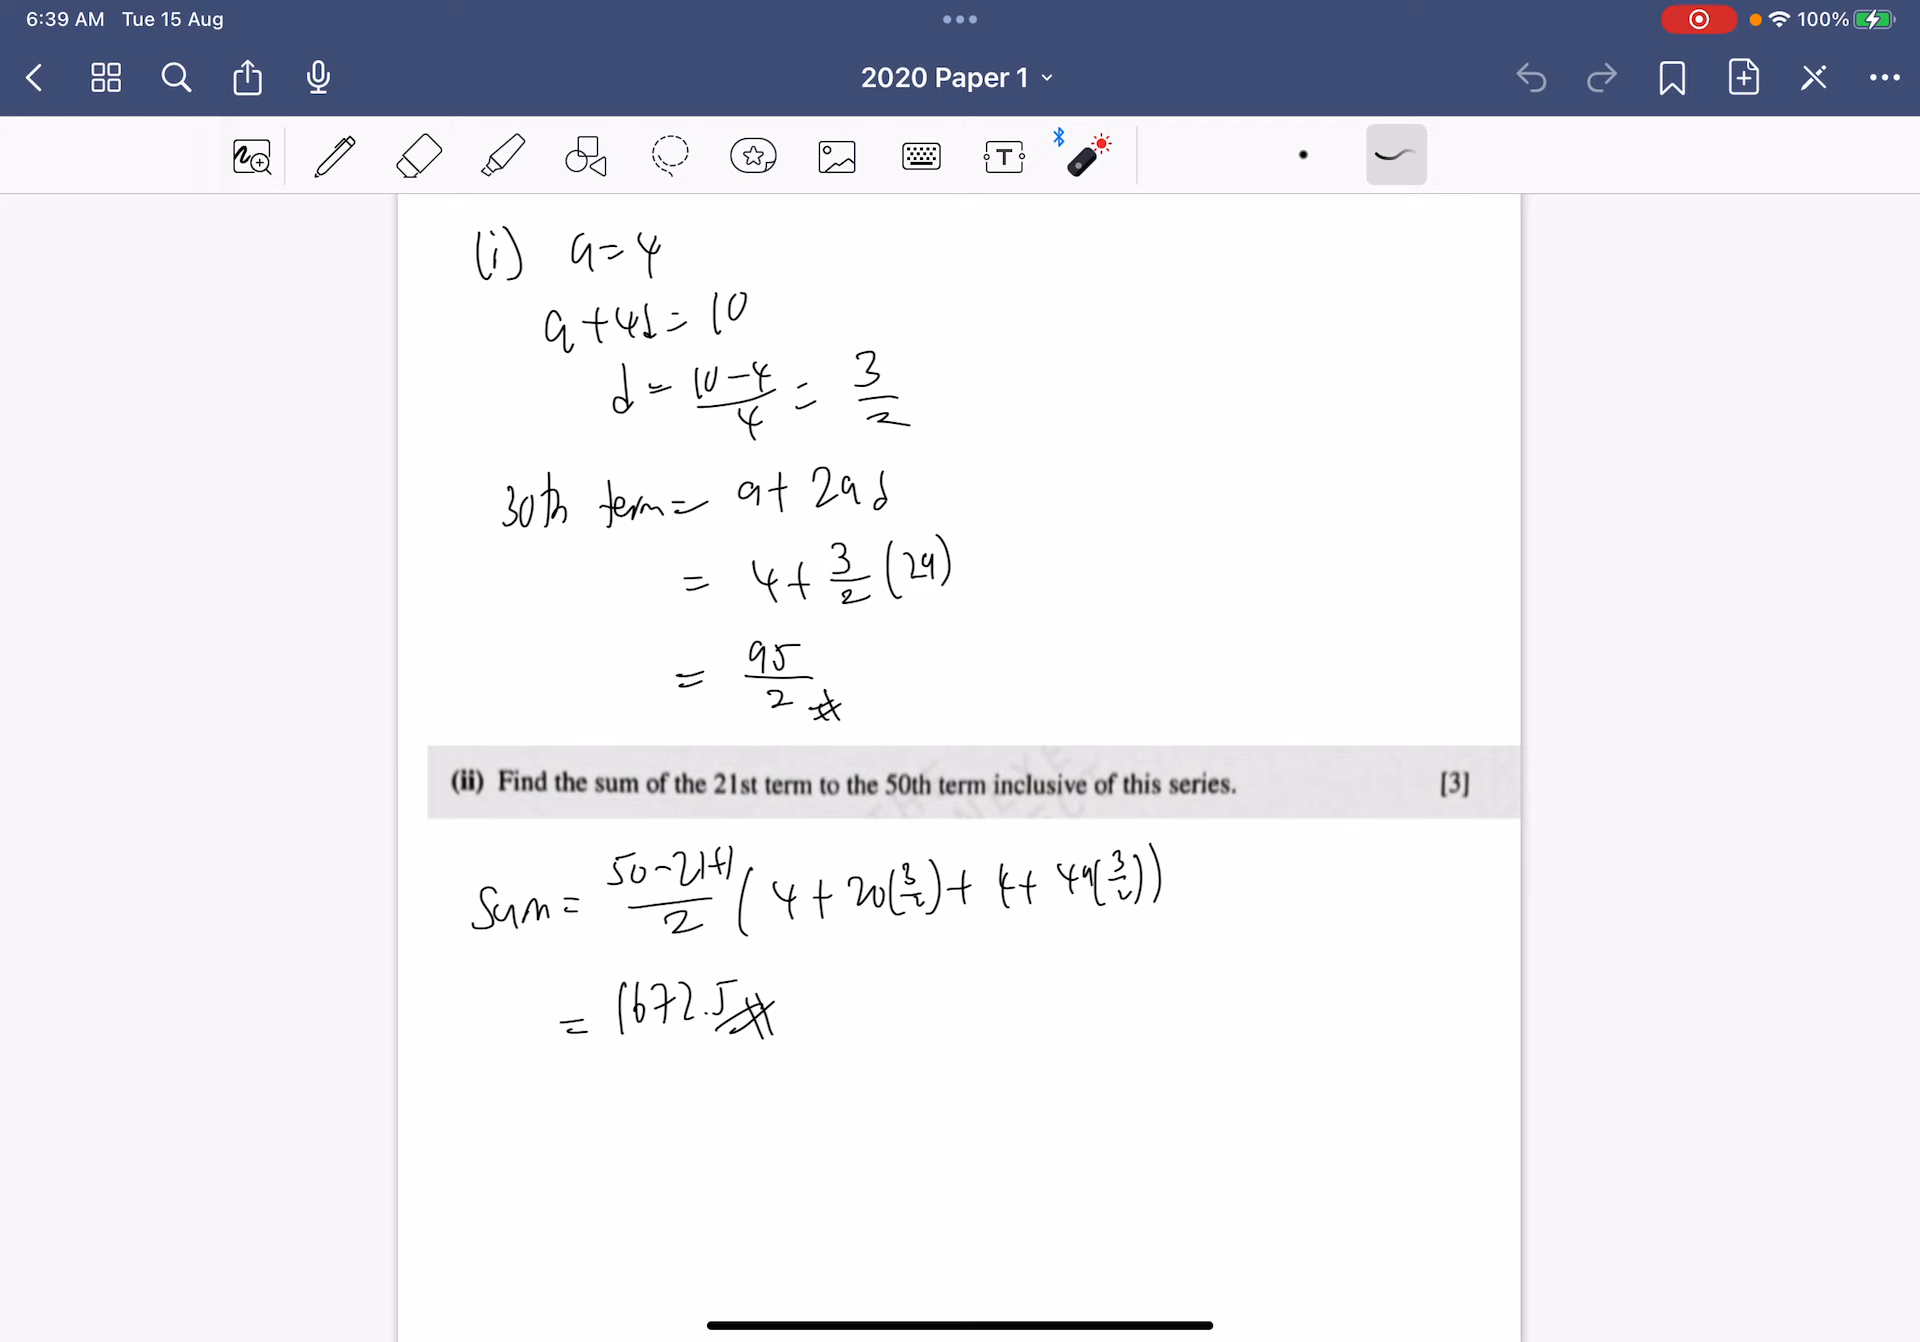 6:39 AM Tue 15 Aug
100%
2020 Paper 1
T
(i) a=4
a+4d=10
d = (10-4)/4 = 3/2
30th term = a+29d
= 4+3/2(29)
= 95/2 #
(ii) Find the sum of the 21st term to the 50th term inclusive of this series. [3]
Sum = (50-21+1)/2 (4+20(3/2)+4+49(3/2))
= 1672.5 #